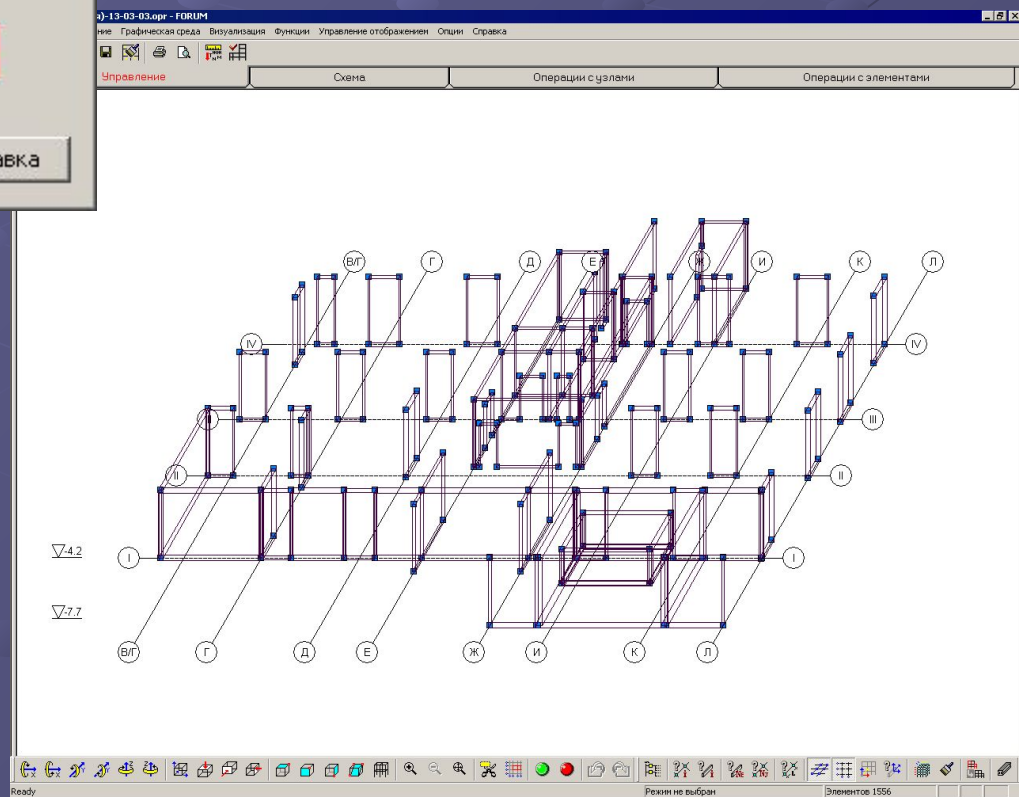 а)-13-03-03.opr - FORUM
ние Графическая среда Визуализация Функции Управление отображением Опции Справка
Управление Схема Операции с узлами Операции с элементами
авка
В/Г Г Д Е Ж И К Л
IV IV
III
II II
-4.2
I I
-7.7
В/Г Г Д Е Ж И К Л
Ready Режим не выбран Элементов 1556